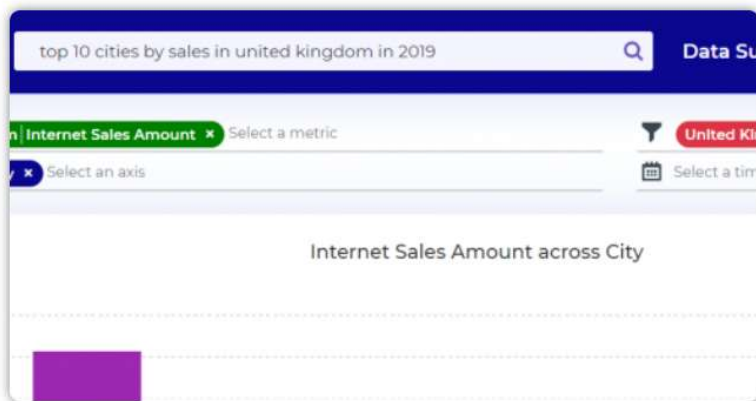 top 10 cities by sales in united kingdom in 2019 Data Su
n|Internet Sales Amount × Select a metric United Ki
y × Select an axis Select a tim
Internet Sales Amount across City